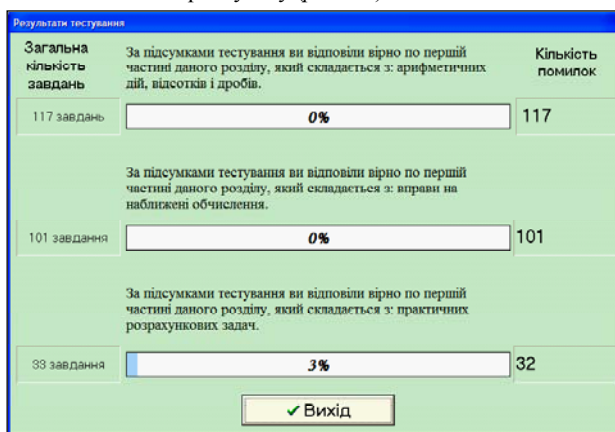 Результати тестування
Загальна
кількість
завдань
За підсумками тестування ви відповіли вірно по першій
частині даного розділу, який складається з: арифметичних
дій, відсотків і дробів.
Кількість
помилок
117 завдань
0%
117
За підсумками тестування ви відповіли вірно по першій
частині даного розділу, який складається з: вправи на
наближені обчислення.
101 завдання
0%
101
За підсумками тестування ви відповіли вірно по першій
частині даного розділу, який складається з: практичних
розрахункових задач.
33 завдання
3%
32
Вихід